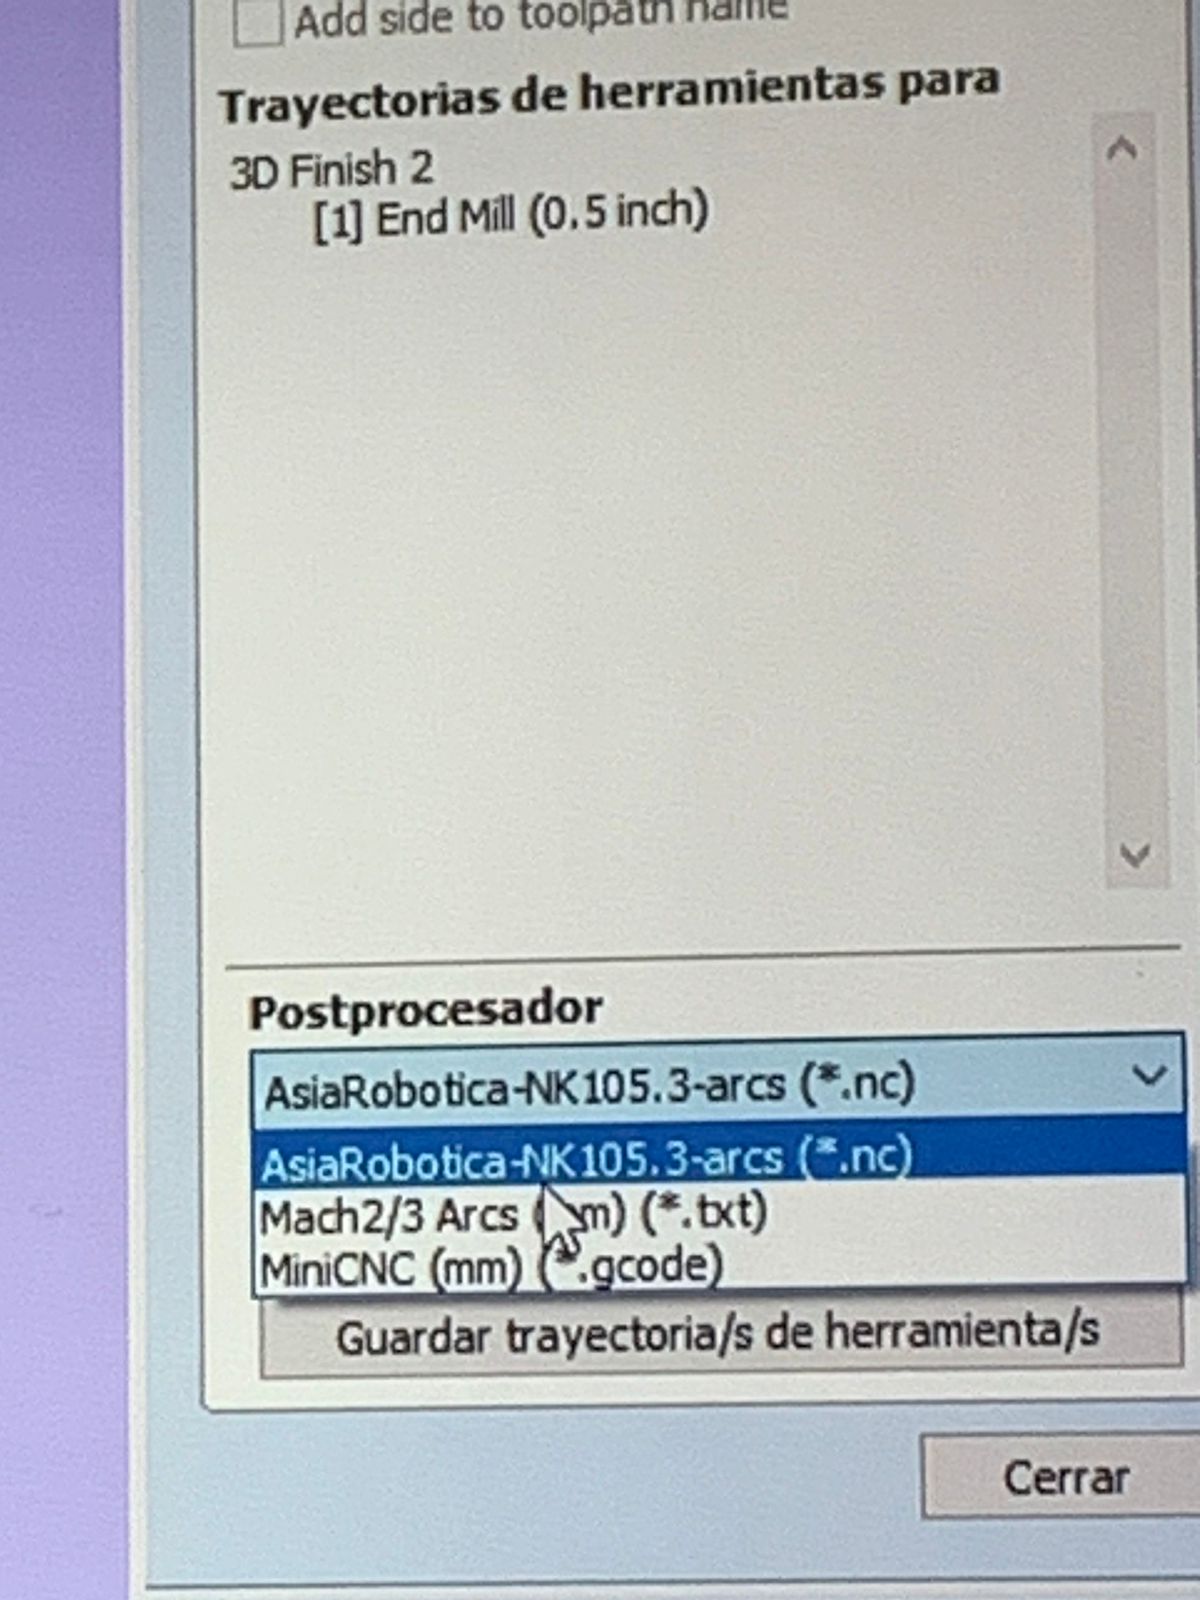 Add side to toolpath name
Trayectorias de herramientas para
3D Finish 2
[1] End Mill (0.5 inch)
Postprocesador
AsiaRobotica-NK105.3-arcs (*.nc)
AsiaRobotica-NK105.3-arcs (*.nc)
Mach2/3 Arcs (mm) (*.txt)
MiniCNC (mm) (*.gcode)
Guardar trayectoria/s de herramienta/s
Cerrar